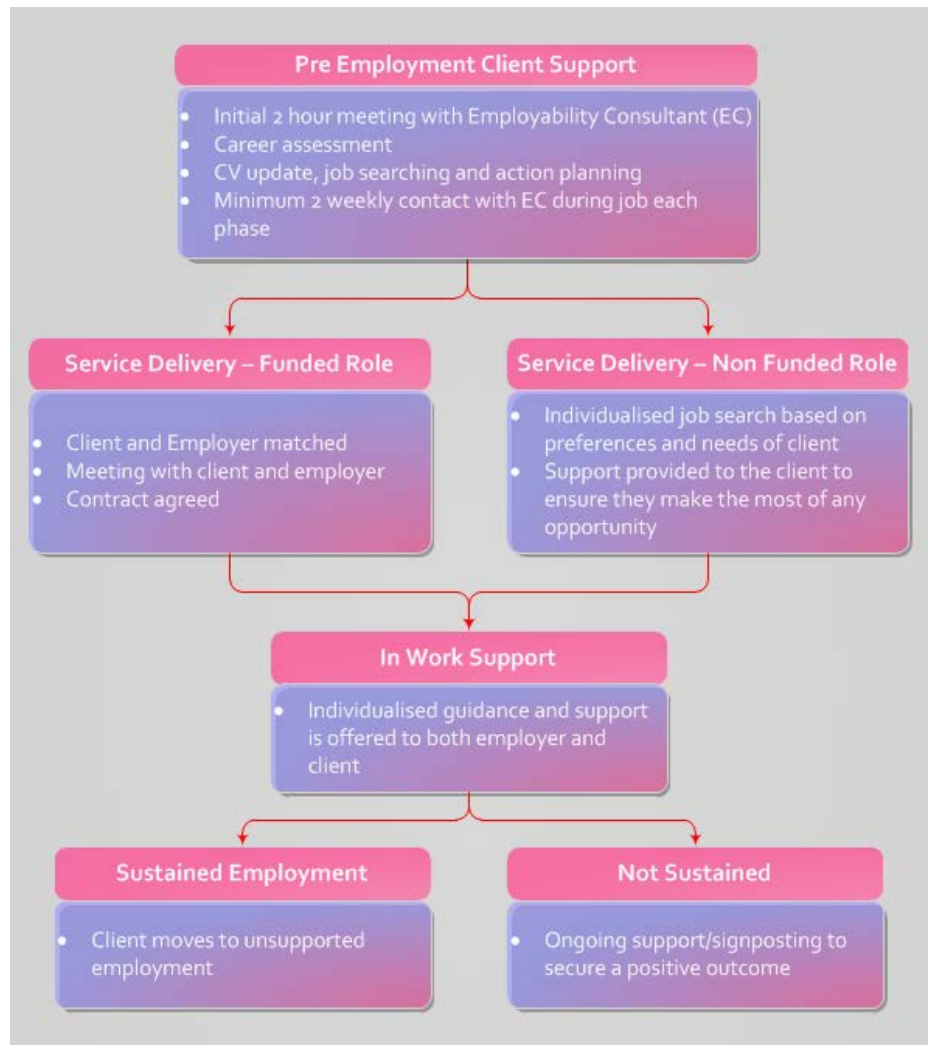 Pre Employment Client Support
• Initial 2 hour meeting with Employability Consultant (EC)
• Career assessment
• CV update, job searching and action planning
• Minimum 2 weekly contact with EC during job each
phase
Service Delivery – Funded Role
• Client and Employer matched
• Meeting with client and employer
• Contract agreed
Service Delivery – Non Funded Role
• Individualised job search based on
preferences and needs of client
• Support provided to the client to
ensure they make the most of any
opportunity
In Work Support
• Individualised guidance and support
is offered to both employer and
client
Sustained Employment
• Client moves to unsupported
employment
Not Sustained
• Ongoing support/signposting to
secure a positive outcome